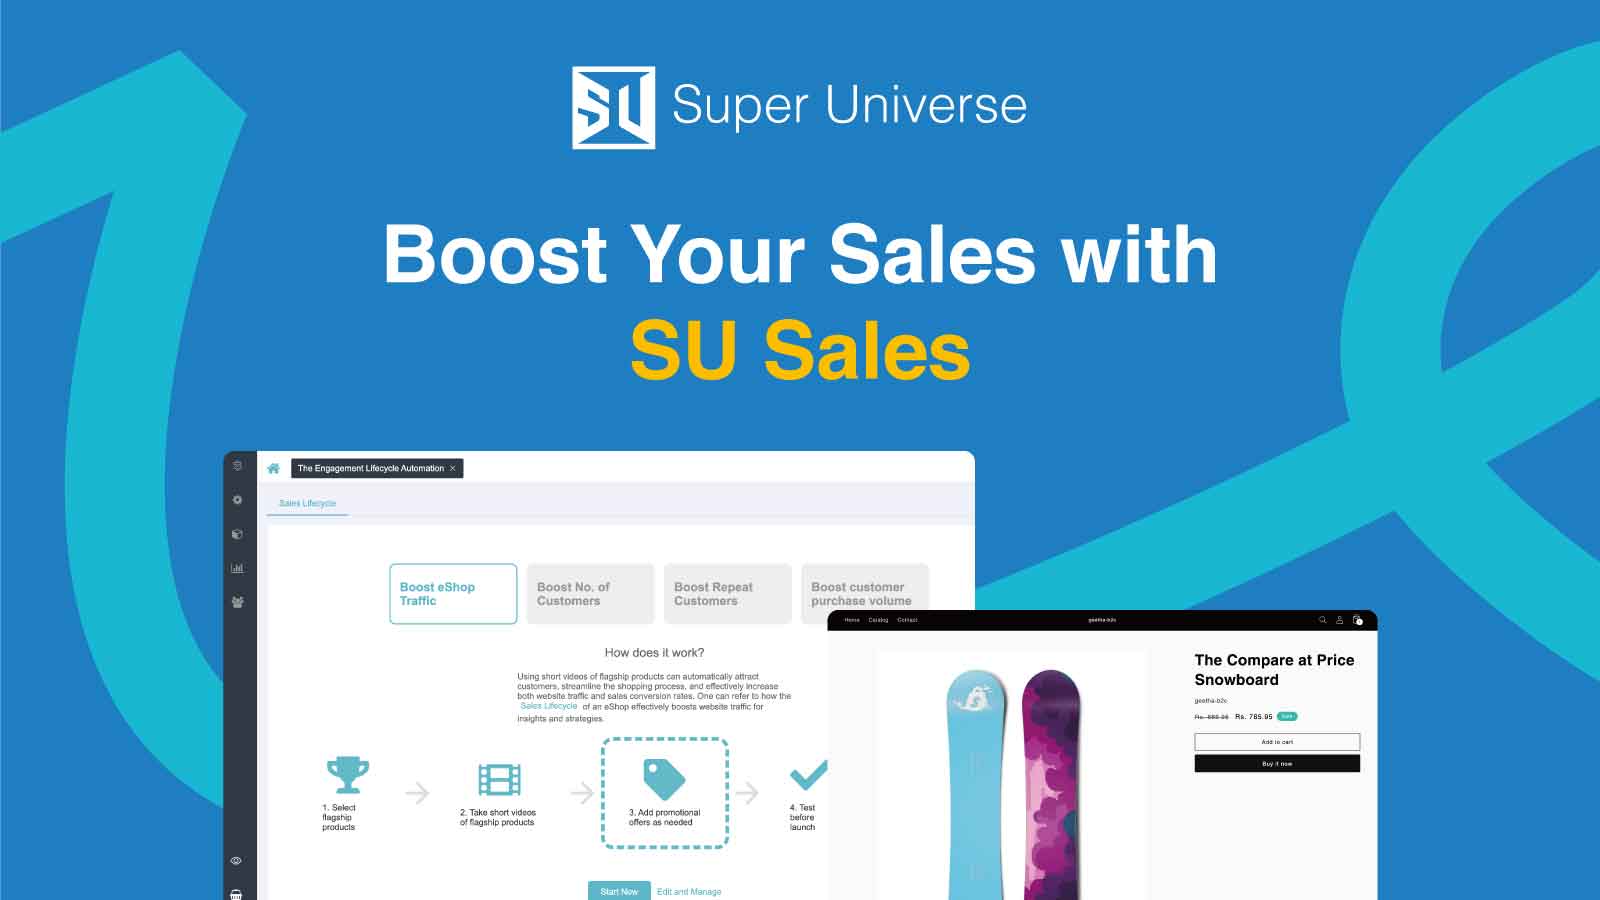 SU Super Universe
Boost Your Sales with
SU Sales
The Engagement Lifecycle Automation ×
Sales Lifecycle
Boost eShop
Traffic
Boost No. of
Customers
Boost Repeat
Customers
Boost customer
purchase volume
How does it work?
Using short videos of flagship products can automatically attract
customers, streamline the shopping process, and effectively increase
both website traffic and sales conversion rates. One can refer to how the
Sales Lifecycle of an eShop effectively boosts website traffic for
insights and strategies.
1. Select
flagship
products
2. Take short videos
of flagship products
3. Add promotional
offers as needed
4. Test
before
launch
Start Now Edit and Manage
Home Catalog Contact geetha-b2c
The Compare at Price
Snowboard
geetha-b2c
Rs. 785.95 Sale
Add to cart
Buy it now